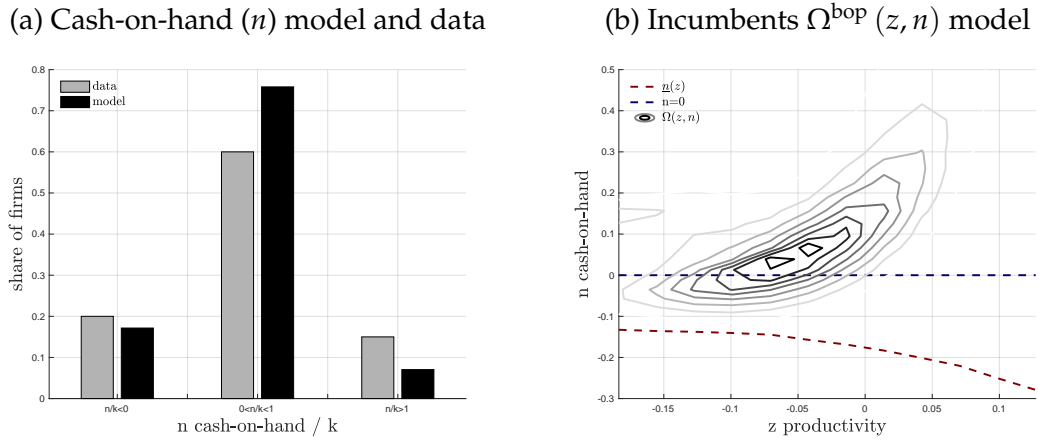 (a) Cash-on-hand (n) model and data
0.8
0.7
0.6
0.5
0.4
0.3
0.2
0.1
0
share of firms
data
model
n/k<0
0<n/k<1
n/k>1
n cash-on-hand / k
(b) Incumbents Ω^bop (z, n) model
0.5
0.4
0.3
0.2
0.1
0
-0.1
-0.2
-0.3
n cash-on-hand
n(z)
n=0
Ω(z, n)
-0.15
-0.1
-0.05
0
0.05
0.1
z productivity